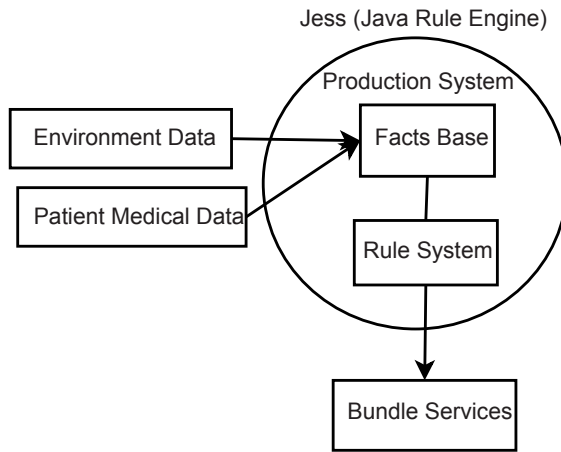 Jess (Java Rule Engine)
Production System
Environment Data
Facts Base
Patient Medical Data
Rule System
Bundle Services